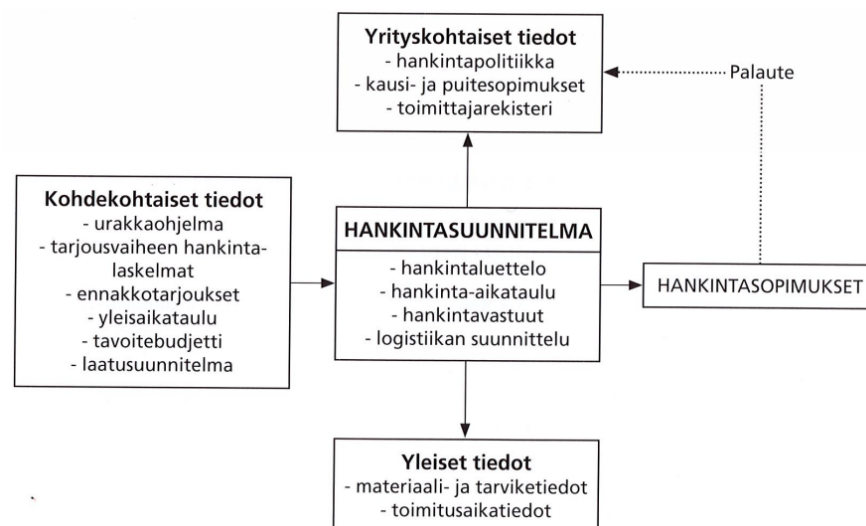 Yrityskohtaiset tiedot
- hankintapolitiikka
- kausi- ja puitesopimukset
- toimittajarekisteri
Palaute
Kohdekohtaiset tiedot
- urakkaohjelma
- tarjousvaiheen hankinta-
laskelmat
- ennakkotarjoukset
- yleisaikataulu
- tavoitebudjetti
- laatusuunnitelma
HANKINTASUUNNITELMA
- hankintaluettelo
- hankinta-aikataulu
- hankintavastuut
- logistiikan suunnittelu
HANKINTASOPIMUKSET
Yleiset tiedot
- materiaali- ja tarviketiedot
- toimitusaikatiedot